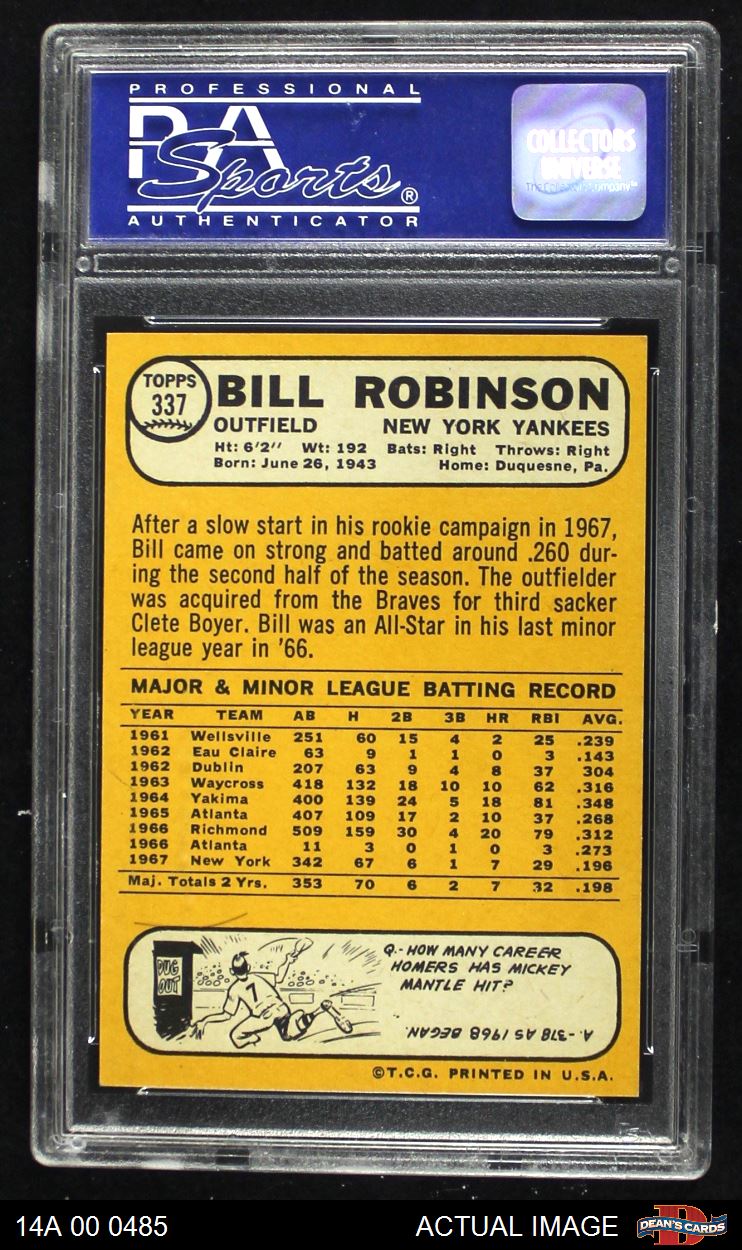 PROFESSIONAL
PSA
Sports®
AUTHENTICATOR
COLLECTORS
UNIVERSE
The Collectibles Company™
TOPPS
337
BILL ROBINSON
OUTFIELD NEW YORK YANKEES
Ht: 6'2" Wt: 192 Bats: Right Throws: Right
Born: June 26, 1943 Home: Duquesne, Pa.
After a slow start in his rookie campaign in 1967,
Bill came on strong and batted around .260 dur-
ing the second half of the season. The outfielder
was acquired from the Braves for third sacker
Clete Boyer. Bill was an All-Star in his last minor
league year in '66.
MAJOR & MINOR LEAGUE BATTING RECORD
YEAR TEAM AB H 2B 3B HR RBI AVG.
1961 Wellsville 251 60 15 4 2 25 .239
1962 Eau Claire 63 9 1 1 0 3 .143
1962 Dublin 207 63 9 4 8 37 304
1963 Waycross 418 132 18 10 10 62 .316
1964 Yakima 400 139 24 5 18 81 .348
1965 Atlanta 407 109 17 2 10 37 .268
1966 Richmond 509 159 30 4 20 79 .312
1966 Atlanta 11 3 0 1 0 3 .273
1967 New York 342 67 6 1 7 29 .196
Maj. Totals 2 Yrs. 353 70 6 2 7 32 .198
DUG
OUT
7
Q.-HOW MANY CAREER
HOMERS HAS MICKEY
MANTLE HIT?
A.-378 AS 1968 BEGAN.
©T.C.G. PRINTED IN U.S.A.
14A 00 0485 ACTUAL IMAGE
D
DEAN'S CARDS